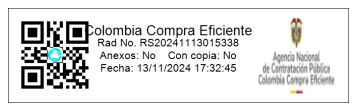 Colombia Compra Eficiente
Rad No. RS20241113015338
Anexos: No Con copia: No
Fecha: 13/11/2024 17:32:45
Agencia Nacional
de Contratación Pública
Colombia Compra Eficiente